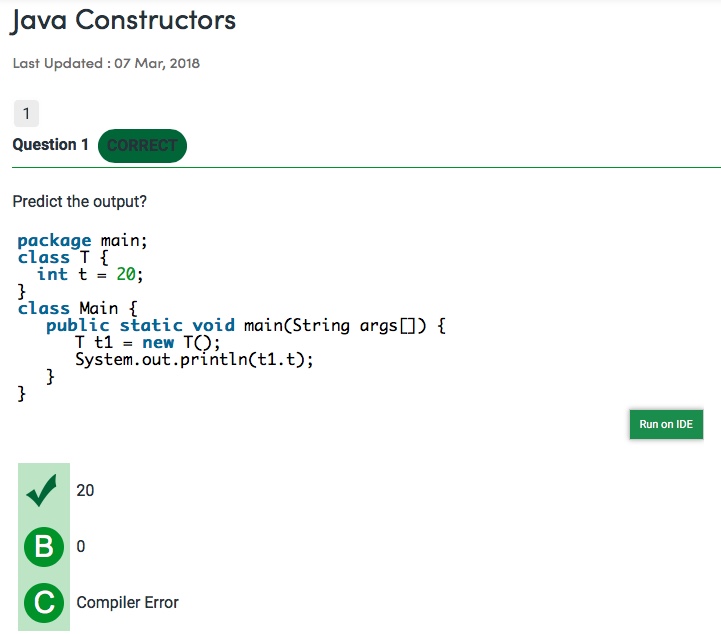 Java Constructors
Last Updated : 07 Mar, 2018
1
Question 1 CORRECT
Predict the output?
package main;
class T {
  int t = 20;
}
class Main {
   public static void main(String args[]) {
      T t1 = new T();
      System.out.println(t1.t);
   }
}
Run on IDE
20
B 0
C Compiler Error